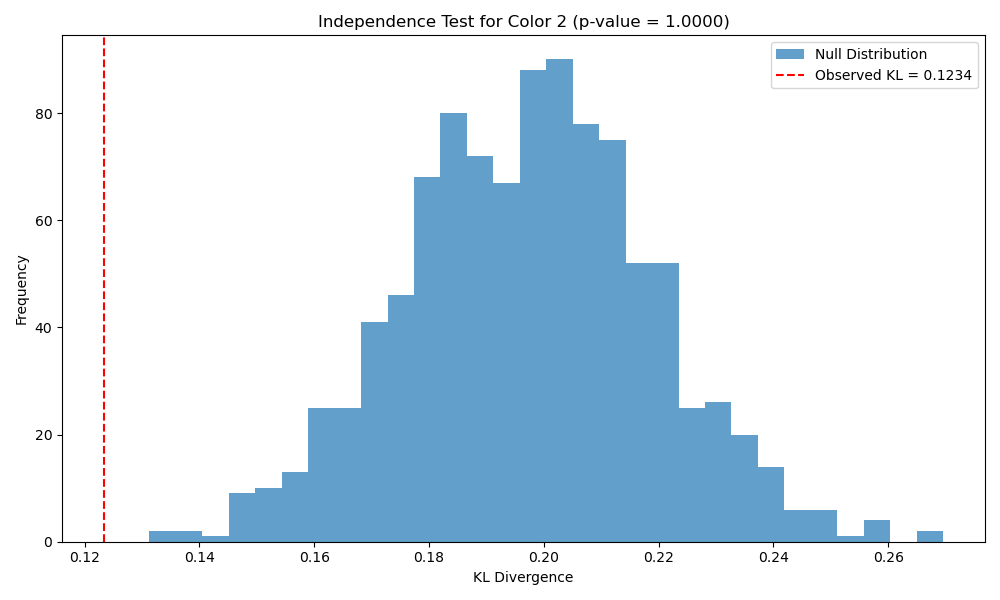 Independence Test for Color 2 (p-value = 1.0000)
Null Distribution
Observed KL = 0.1234
Frequency
80
60
40
20
0
0.12 0.14 0.16 0.18 0.20 0.22 0.24 0.26
KL Divergence